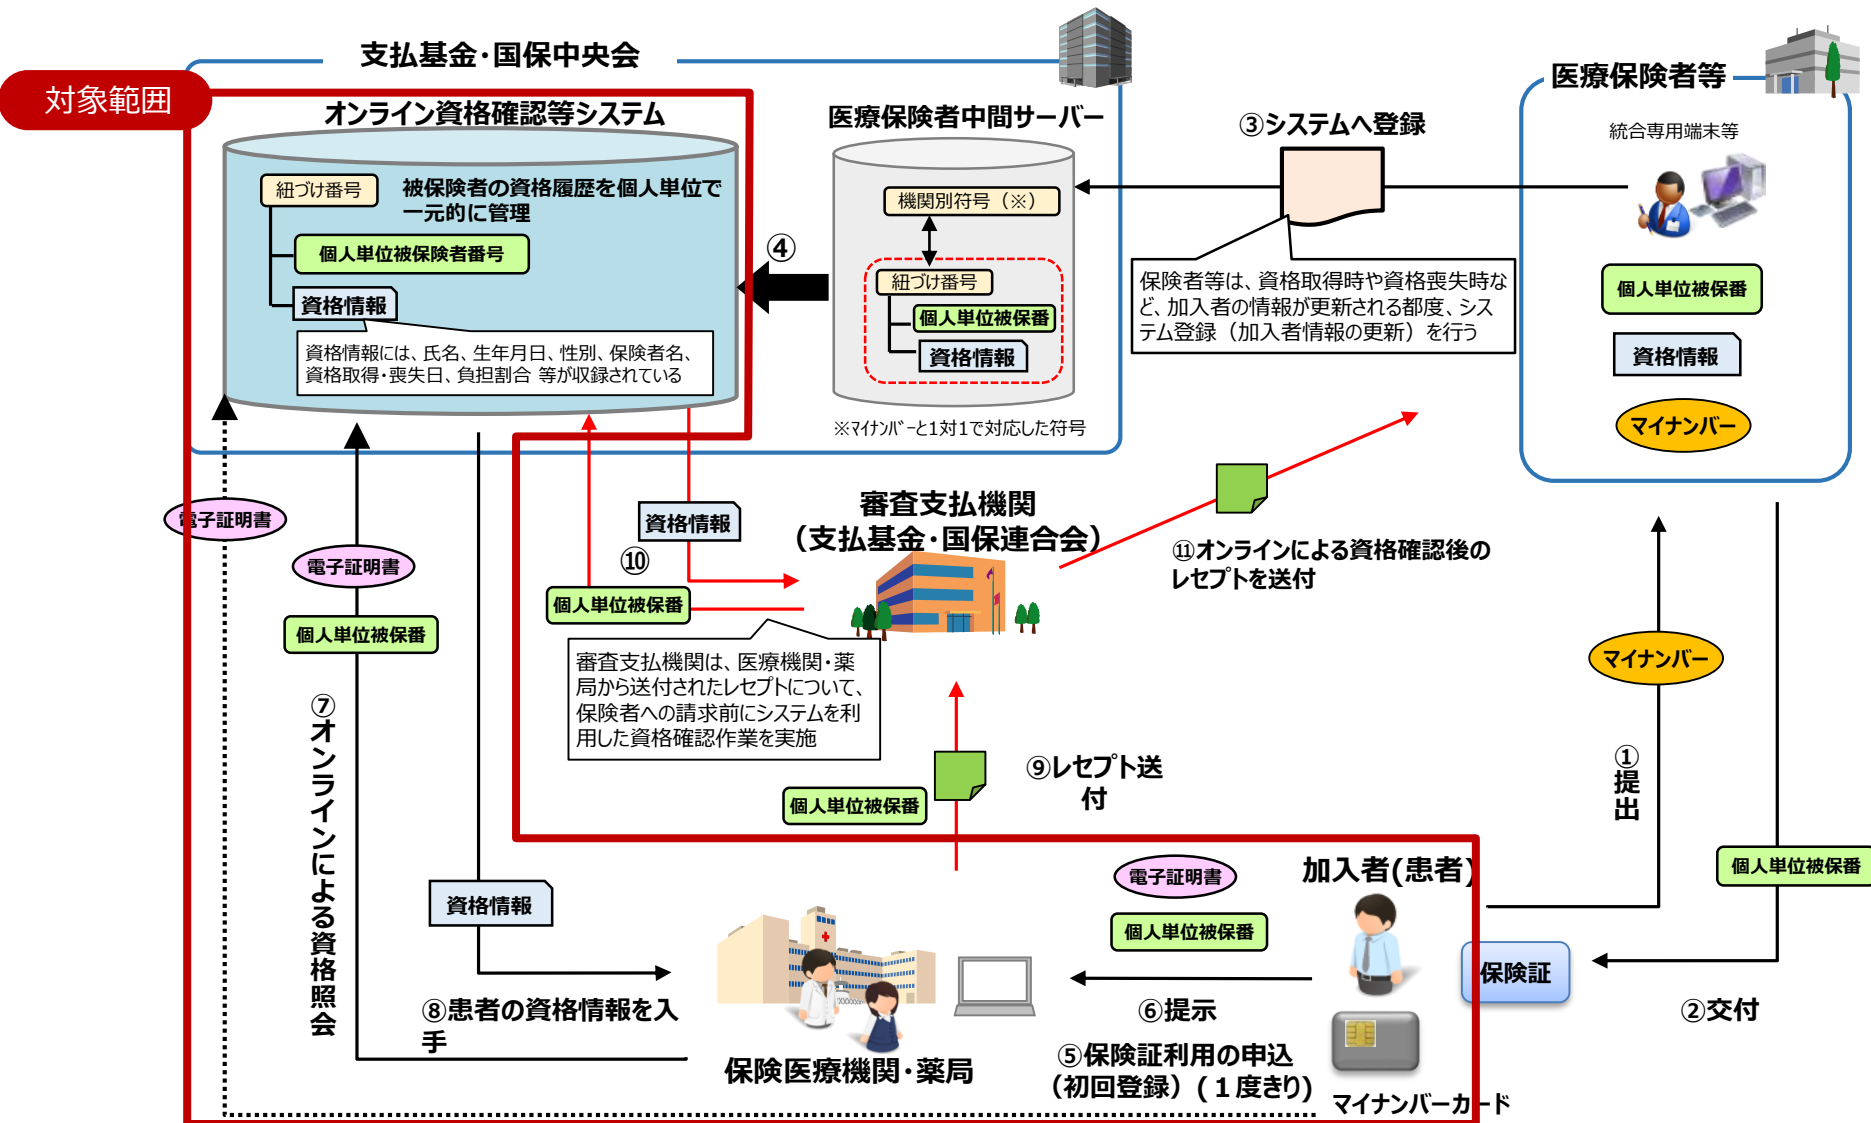 支払基金・国保中央会
対象範囲
オンライン資格確認等システム
紐づけ番号
被保険者の資格履歴を個人単位で
一元的に管理
個人単位被保険者番号
資格情報
資格情報には、氏名、生年月日、性別、保険者名、
資格取得・喪失日、負担割合 等が収録されている
④
医療保険者中間サーバー
機関別符号（※）
紐づけ番号
個人単位被保番
資格情報
※マイナンバーと1対1で対応した符号
③システムへ登録
保険者等は、資格取得時や資格喪失時な
ど、加入者の情報が更新される都度、シス
テム登録（加入者情報の更新）を行う
医療保険者等
統合専用端末等
個人単位被保番
資格情報
マイナンバー
電子証明書
電子証明書
個人単位被保番
⑦オンラインによる資格照会
資格情報
⑩
個人単位被保番
審査支払機関
（支払基金・国保連合会）
審査支払機関は、医療機関・薬
局から送付されたレセプトについて、
保険者への請求前にシステムを利
用した資格確認作業を実施
⑪オンラインによる資格確認後の
レセプトを送付
マイナンバー
①提出
⑨レセプト送
付
個人単位被保番
個人単位被保番
資格情報
⑧患者の資格情報を入
手
保険医療機関・薬局
電子証明書
個人単位被保番
加入者(患者)
保険証
②交付
⑥提示
⑤保険証利用の申込
（初回登録）(１度きり)
マイナンバーカード